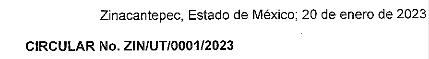 Zinacantepec, Estado de México; 20 de enero de 2023
CIRCULAR No. ZIN/UT/0001/2023